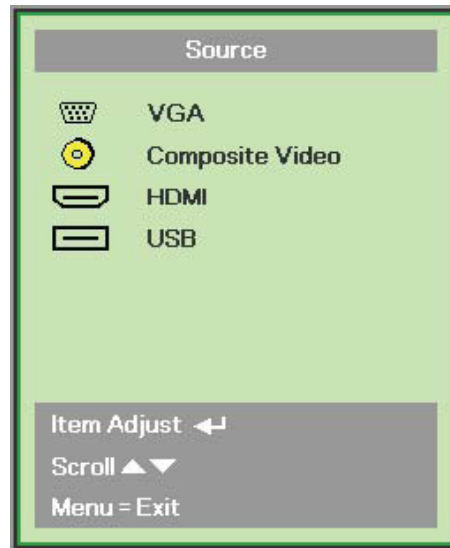 Source
VGA
Composite Video
HDMI
USB
Item Adjust ↵
Scroll ▲▼
Menu = Exit